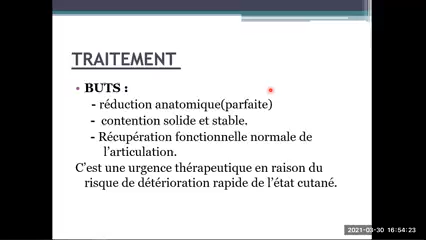 TRAITEMENT
• BUTS :
- réduction anatomique(parfaite)
- contention solide et stable.
- Récupération fonctionnelle normale de
l’articulation.
C’est une urgence thérapeutique en raison du
risque de détérioration rapide de l’état cutané.
2021-03-30 16:54:23